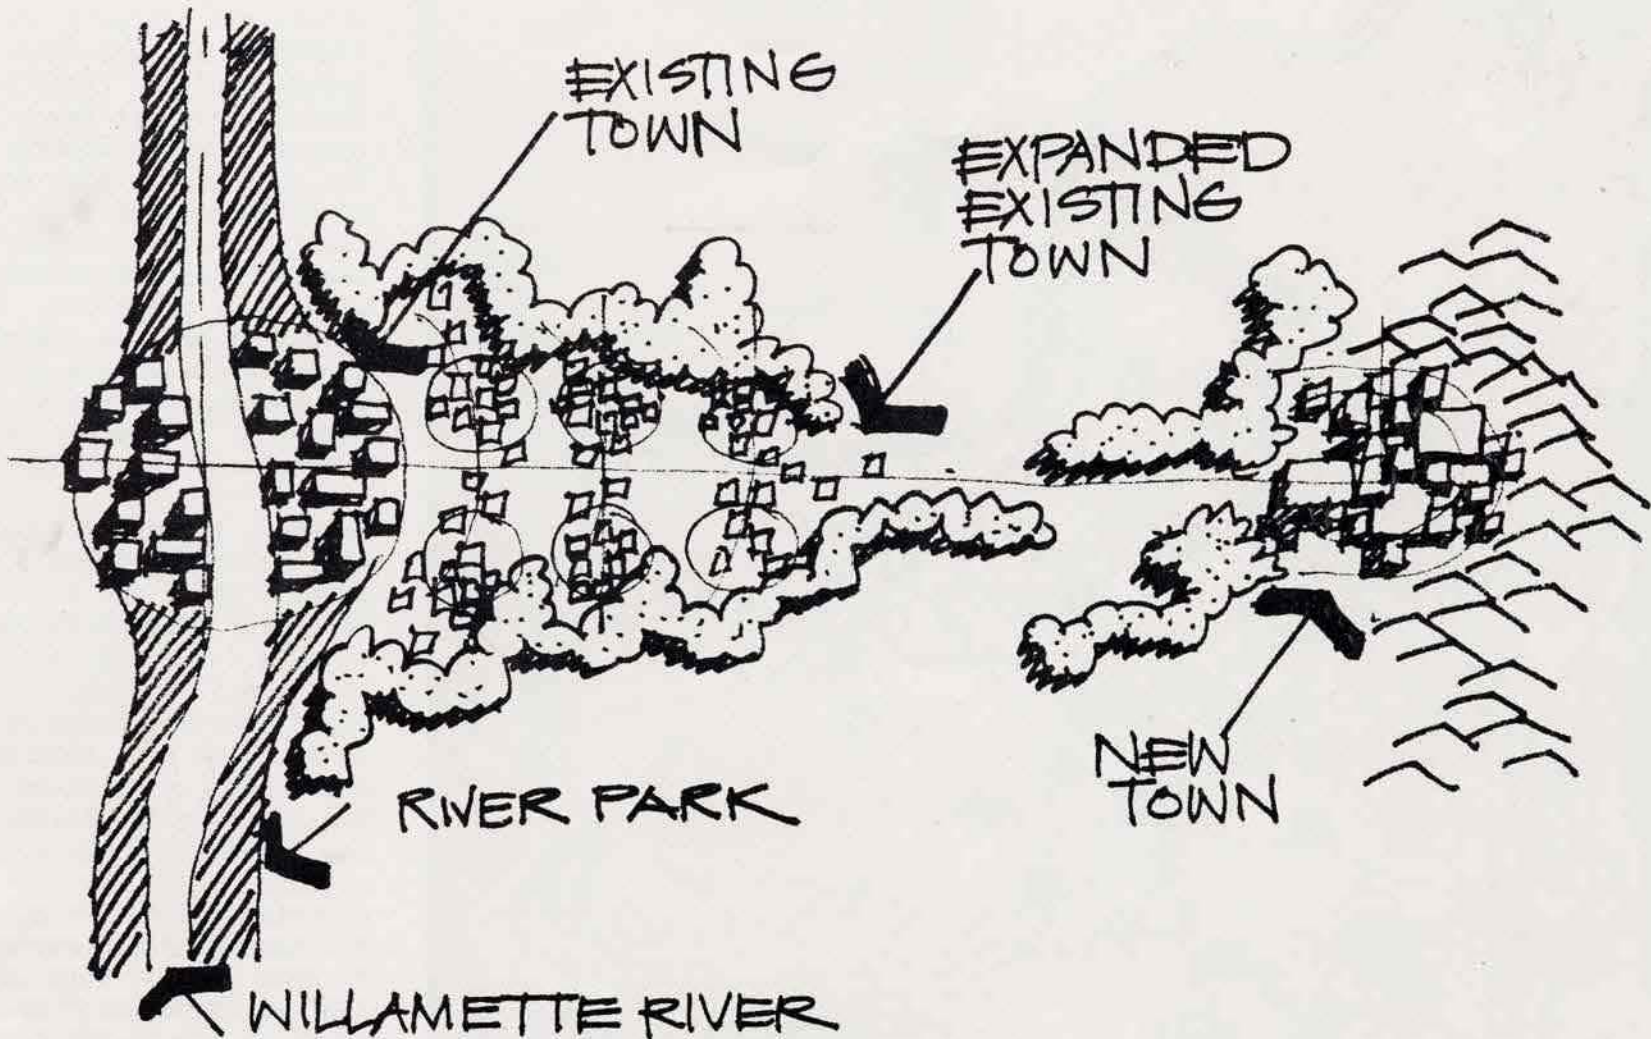 EXISTING
TOWN
EXPANDED
EXISTING
TOWN
NEW
TOWN
RIVER PARK
WILLAMETTE RIVER